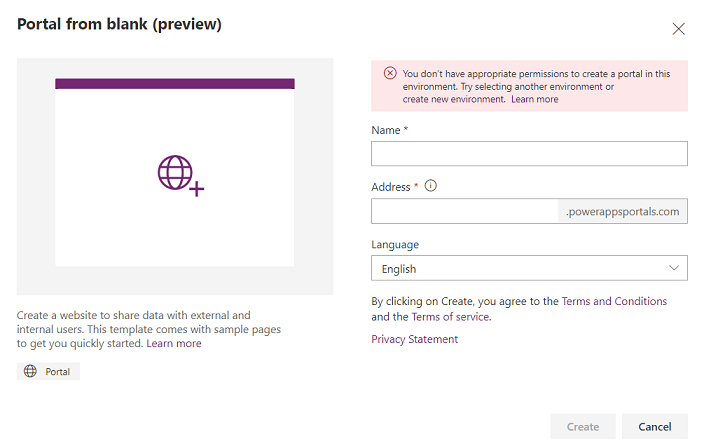 Portal from blank (preview)
You don't have appropriate permissions to create a portal in this
environment. Try selecting another environment or
create new environment. Learn more
Name *
Address *
.powerappsportals.com
Language
English
By clicking on Create, you agree to the Terms and Conditions
and the Terms of service.
Privacy Statement
Create a website to share data with external and
internal users. This template comes with sample pages
to get you quickly started. Learn more
Portal
Create
Cancel